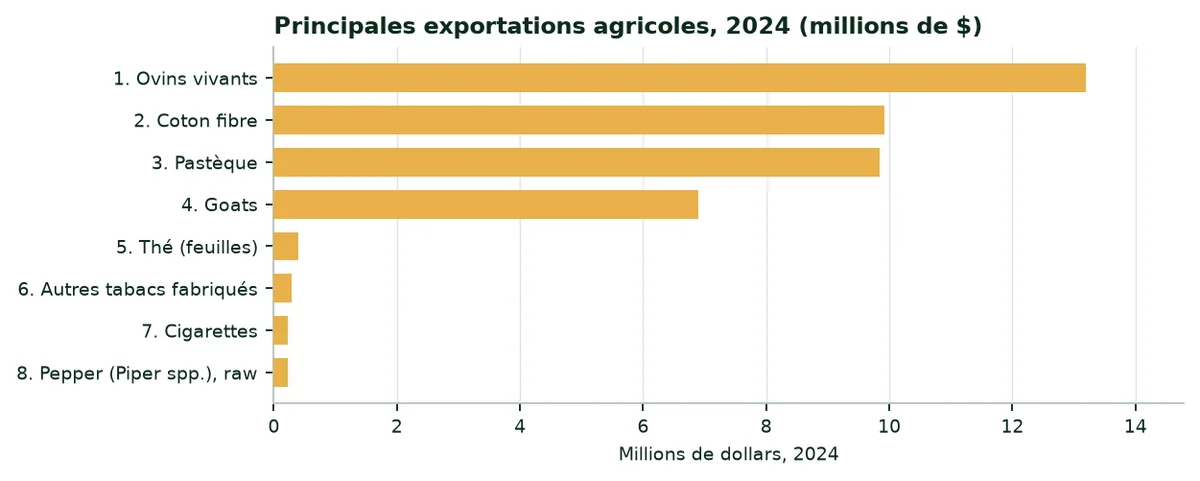 Principales exportations agricoles, 2024 (millions de $)
1. Ovins vivants
2. Coton fibre
3. Pastèque
4. Goats
5. Thé (feuilles)
6. Autres tabacs fabriqués
7. Cigarettes
8. Pepper (Piper spp.), raw
0 2 4 6 8 10 12 14
Millions de dollars, 2024